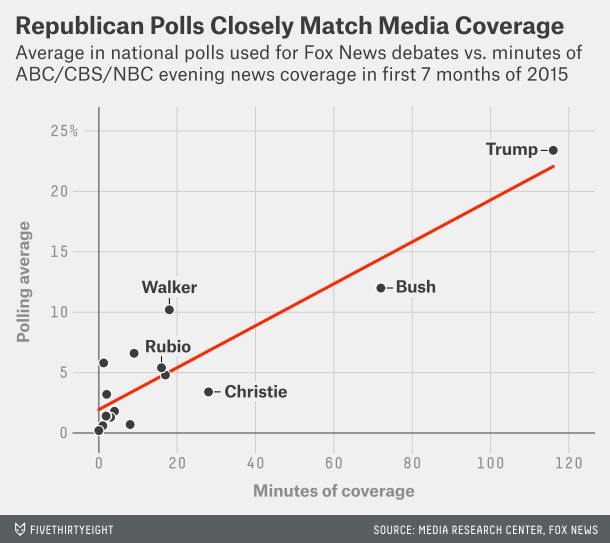 Republican Polls Closely Match Media Coverage
Average in national polls used for Fox News debates vs. minutes of
ABC/CBS/NBC evening news coverage in first 7 months of 2015
25%
20
15
10
5
0
Polling average
Trump
Bush
Walker
Rubio
Christie
0 20 40 60 80 100 120
Minutes of coverage
FIVETHIRTYEIGHT
SOURCE: MEDIA RESEARCH CENTER, FOX NEWS